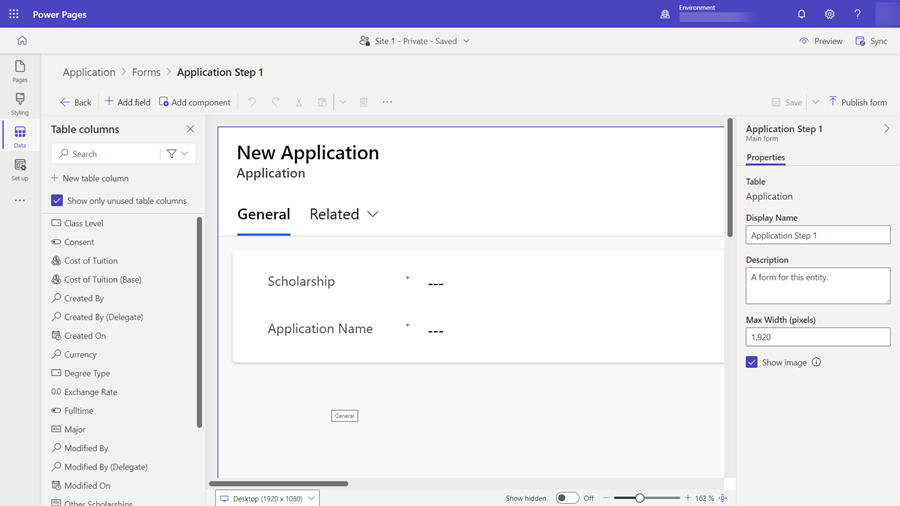 Power Pages
Environment
Site 1 - Private - Saved
Preview
Sync
Pages
Styling
Data
Set up
Application > Forms > Application Step 1
Back
Add field
Add component
Save
Publish form
Table columns
Search
New table column
Show only unused table columns
Class Level
Consent
Cost of Tuition
Cost of Tuition (Base)
Created By
Created By (Delegate)
Created On
Currency
Degree Type
Exchange Rate
Fulltime
Major
Modified By
Modified By (Delegate)
Modified On
Other Scholarships
New Application
Application
General
Related
Scholarship * ---
Application Name * ---
General
Desktop (1920 x 1080)
Show hidden
Off
162 %
Application Step 1
Main form
Properties
Table
Application
Display Name
Application Step 1
Description
A form for this entity.
Max Width (pixels)
1,920
Show image